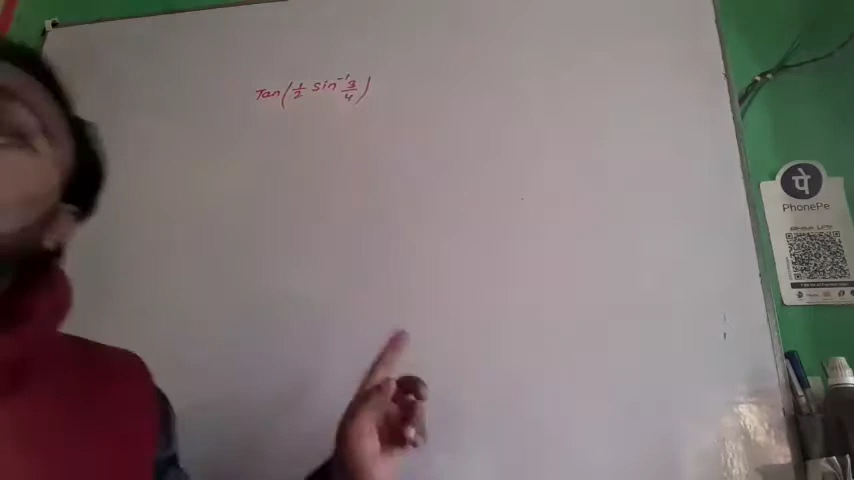 Tan(1/2 Sin⁻¹ 3/4)
पे
PhonePe